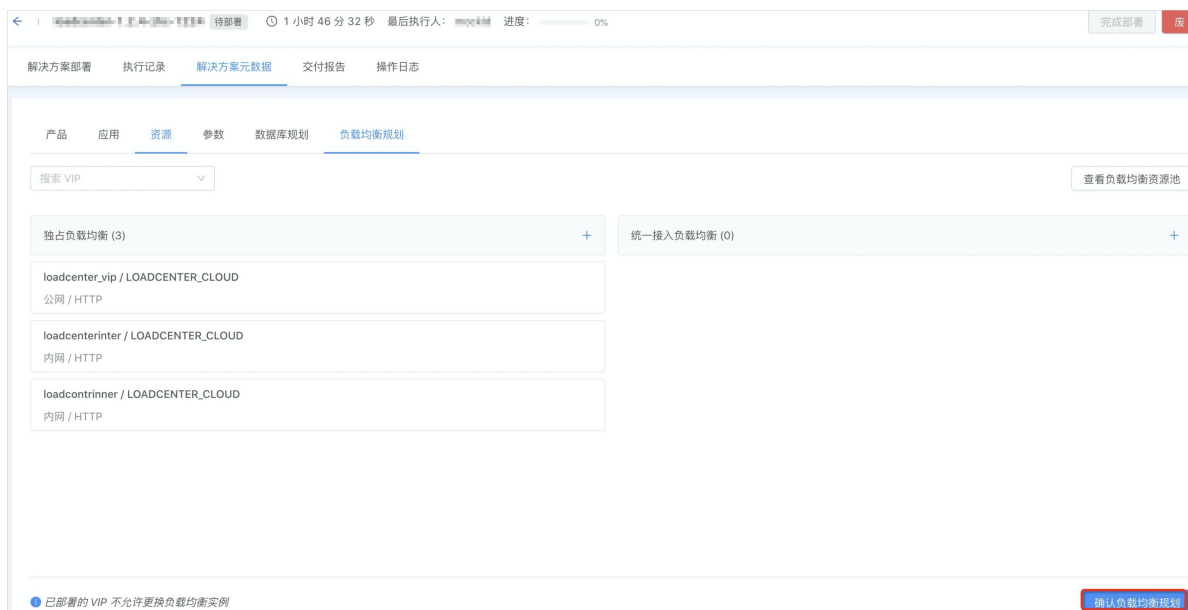 待部署 1 小时 46 分 32 秒 最后执行人： 进度： 0% 完成部署 废
解决方案部署 执行记录 解决方案元数据 交付报告 操作日志
产品 应用 资源 参数 数据库规划 负载均衡规划
搜索 VIP 查看负载均衡资源池
独占负载均衡 (3) + 统一接入负载均衡 (0) +
loadcenter_vip / LOADCENTER_CLOUD
公网 / HTTP
loadcenterinter / LOADCENTER_CLOUD
内网 / HTTP
loadcontrinner / LOADCENTER_CLOUD
内网 / HTTP
已部署的 VIP 不允许更换负载均衡实例 确认负载均衡规划